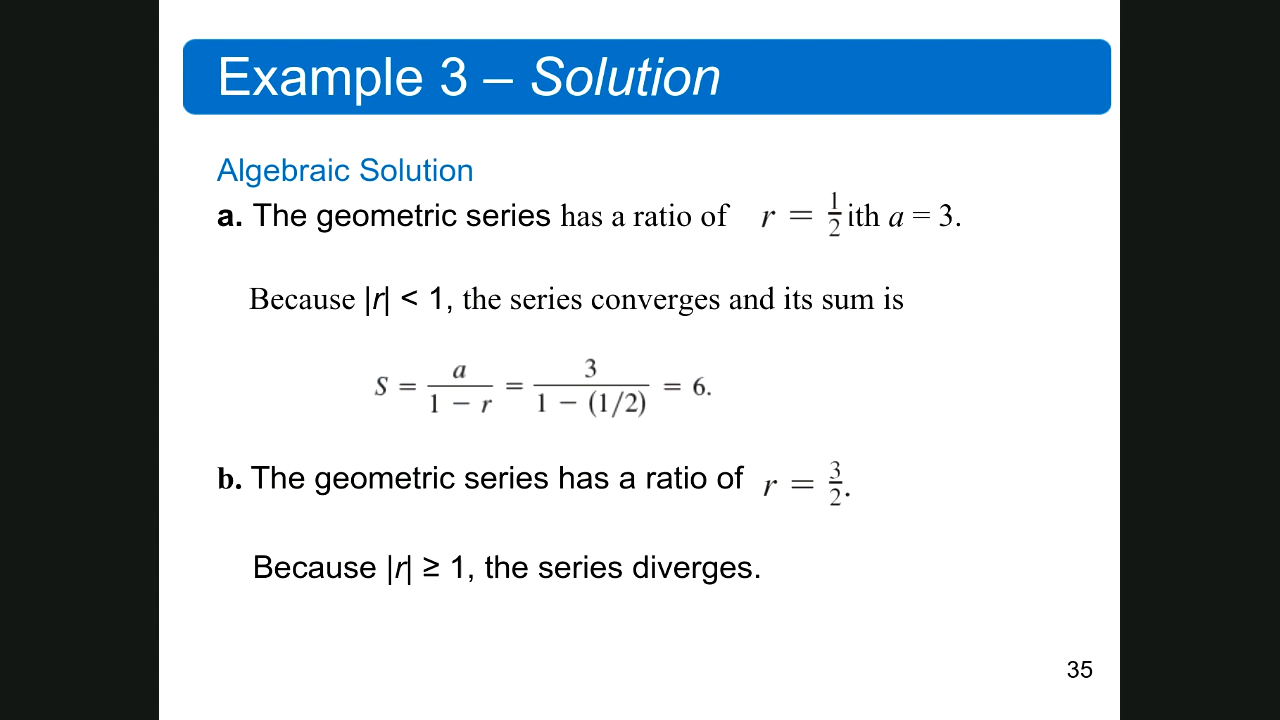 Example 3 – Solution
Algebraic Solution
a. The geometric series has a ratio of r = 1/2 ith a = 3.
Because |r| < 1, the series converges and its sum is
S = a/(1 − r) = 3/(1 − (1/2)) = 6.
b. The geometric series has a ratio of r = 3/2.
Because |r| ≥ 1, the series diverges.
35